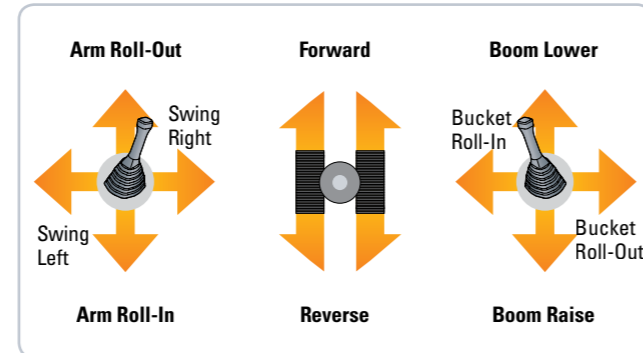 Arm Roll-Out
Forward
Boom Lower
Swing
Right
Bucket
Roll-In
Swing
Left
Bucket
Roll-Out
Arm Roll-In
Reverse
Boom Raise